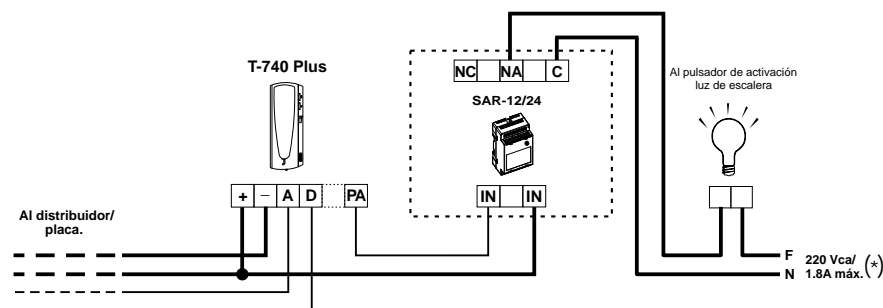 NC NA C
T-740 Plus
SAR-12/24
Al pulsador de activación
luz de escalera
+ − A D PA
IN IN
Al distribuidor/
placa.
F
N
220 Vca/
1.8A máx.
(*)